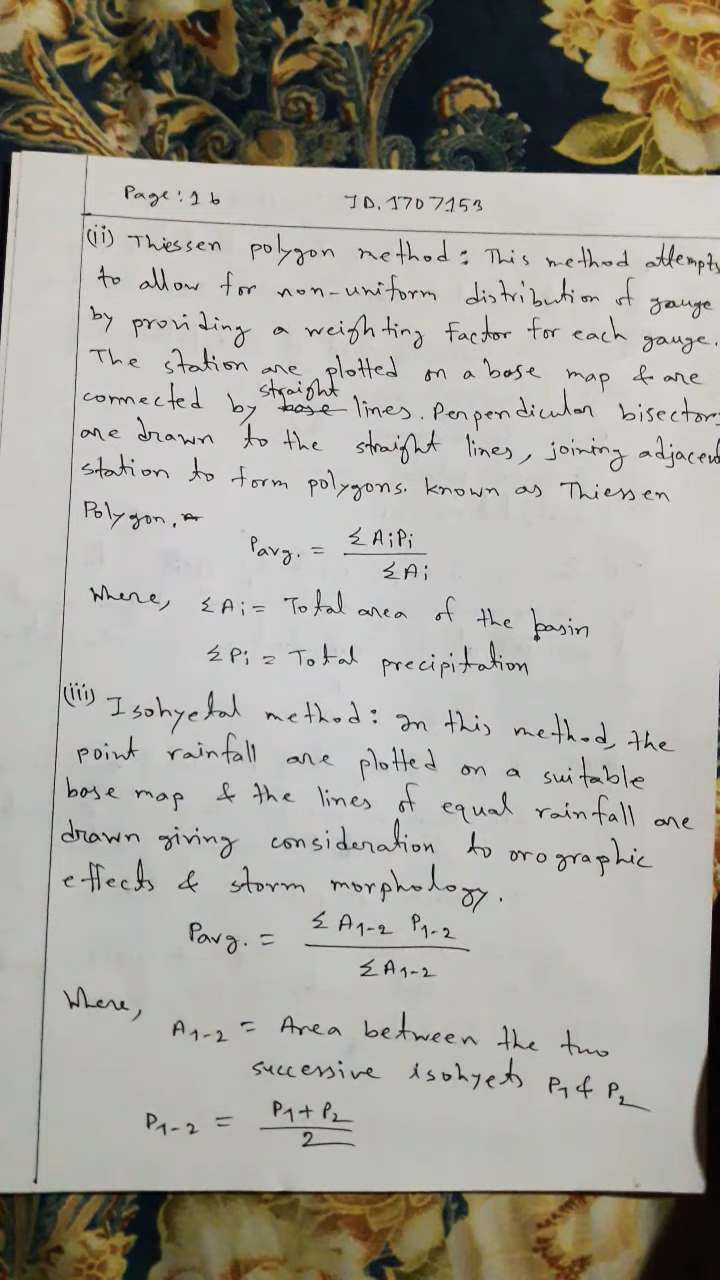 Page: 16 ID. 1707153
(ii) Thiessen polygon method: This method attempts
to allow for non-uniform distribution of gauge
by providing a weighting factor for each gauge.
The station are plotted on a base map & are
connected by base straight lines. Perpendicular bisectors
are drawn to the straight lines, joining adjacent
station to form polygons. known as Thiessen
Polygon.
Pavg. = ΣAiPi / ΣAi
Where, ΣAi = Total area of the basin
ΣPi = Total precipitation
(iii) Isohyetal method: In this method, the
point rainfall are plotted on a suitable
base map & the lines of equal rainfall are
drawn giving consideration to orographic
effects & storm morphology.
Pavg. = ΣA1-2 P1-2 / ΣA1-2
Where,
A1-2 = Area between the two
successive isohyets P1 & P2
P1-2 = P1+P2 / 2